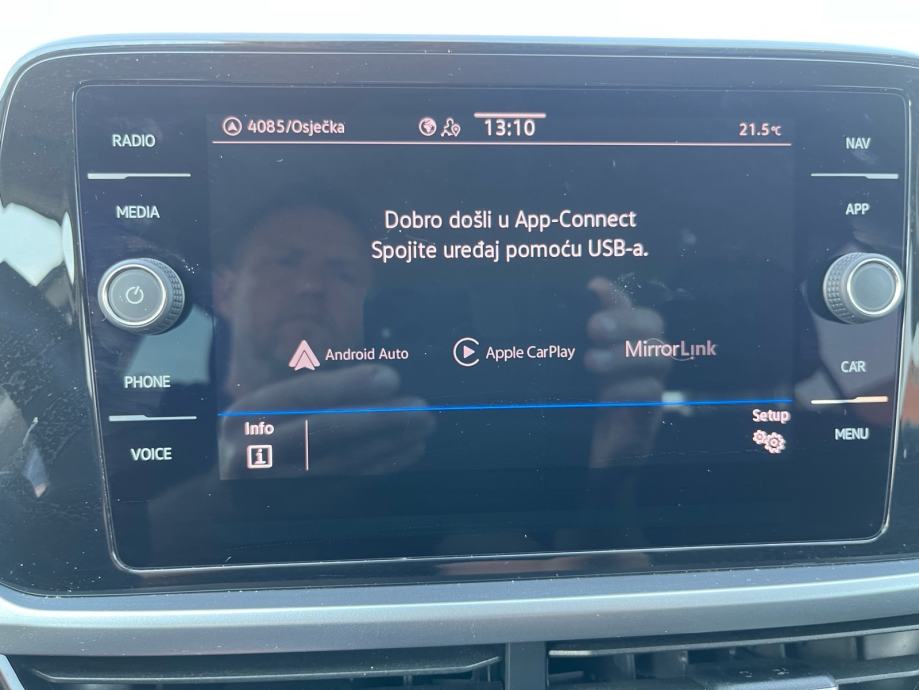 4085/Osječka
13:10
21.5°C
RADIO
MEDIA
PHONE
VOICE
NAV
APP
CAR
MENU
Dobro došli u App-Connect
Spojite uređaj pomoću USB-a.
Android Auto
Apple CarPlay
MirrorLink
Info
Setup